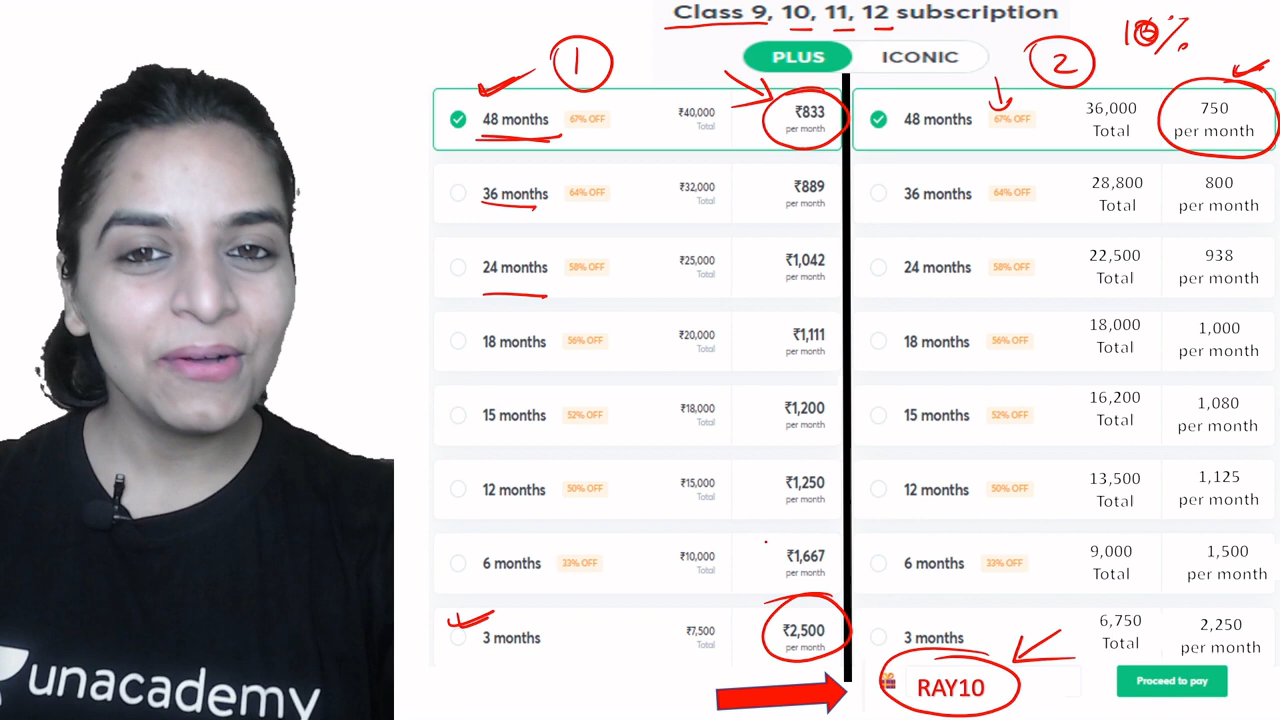 Class 9, 10, 11, 12 subscription
10%
1
PLUS
ICONIC
2
48 months 67% OFF ₹40,000 Total ₹833 per month
48 months 67% OFF 36,000 Total 750 per month
36 months 64% OFF ₹32,000 Total ₹889 per month
36 months 64% OFF 28,800 Total 800 per month
24 months 58% OFF ₹25,000 Total ₹1,042 per month
24 months 58% OFF 22,500 Total 938 per month
18 months 56% OFF ₹20,000 Total ₹1,111 per month
18 months 56% OFF 18,000 Total 1,000 per month
15 months 52% OFF ₹18,000 Total ₹1,200 per month
15 months 52% OFF 16,200 Total 1,080 per month
12 months 50% OFF ₹15,000 Total ₹1,250 per month
12 months 50% OFF 13,500 Total 1,125 per month
6 months 33% OFF ₹10,000 Total ₹1,667 per month
6 months 33% OFF 9,000 Total 1,500 per month
3 months ₹7,500 Total ₹2,500 per month
3 months 6,750 Total 2,250 per month
RAY10
Proceed to pay
unacademy